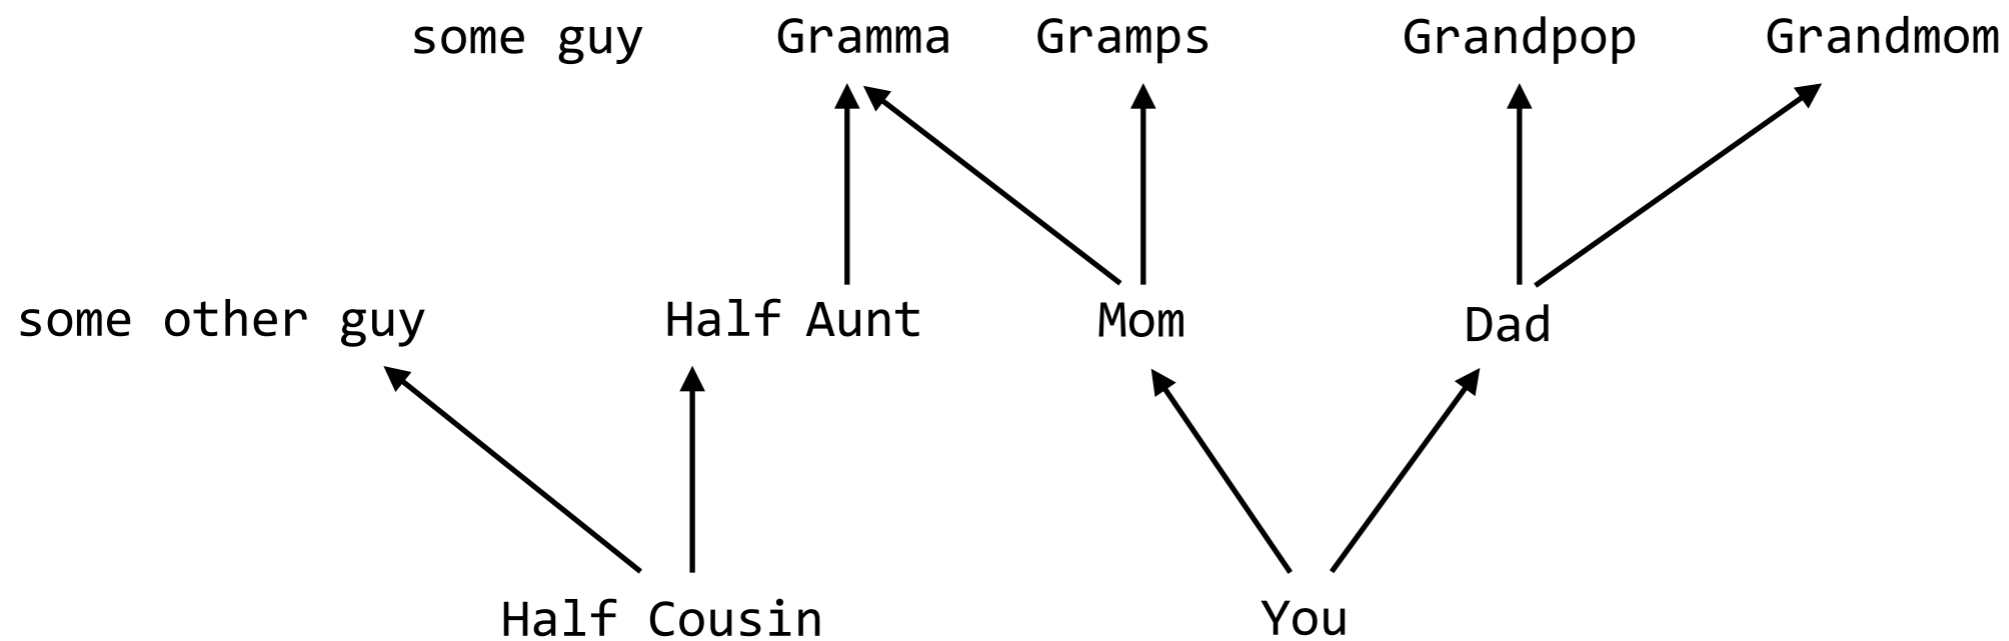 some guy Gramma Gramps Grandpop Grandmom
some other guy Half Aunt Mom Dad
Half Cousin You